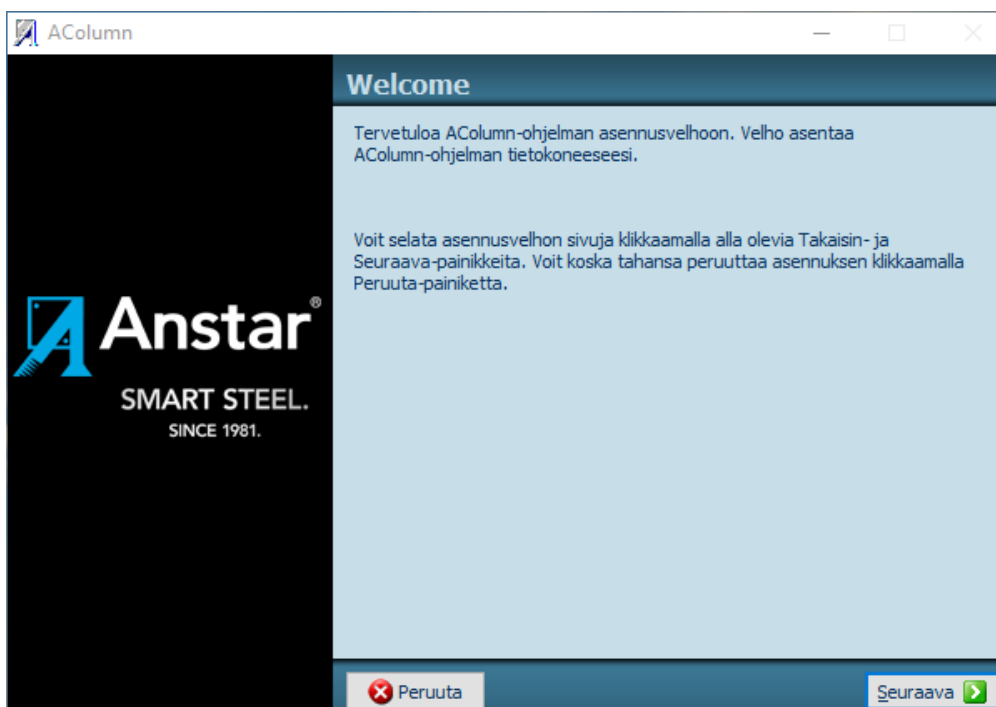 AColumn
Welcome
Tervetuloa AColumn-ohjelman asennusvelhoon. Velho asentaa
AColumn-ohjelman tietokoneeseesi.
Voit selata asennusvelhon sivuja klikkaamalla alla olevia Takaisin- ja
Seuraava-painikkeita. Voit koska tahansa peruuttaa asennuksen klikkaamalla
Peruuta-painiketta.
Anstar®
SMART STEEL.
SINCE 1981.
Peruuta
Seuraava